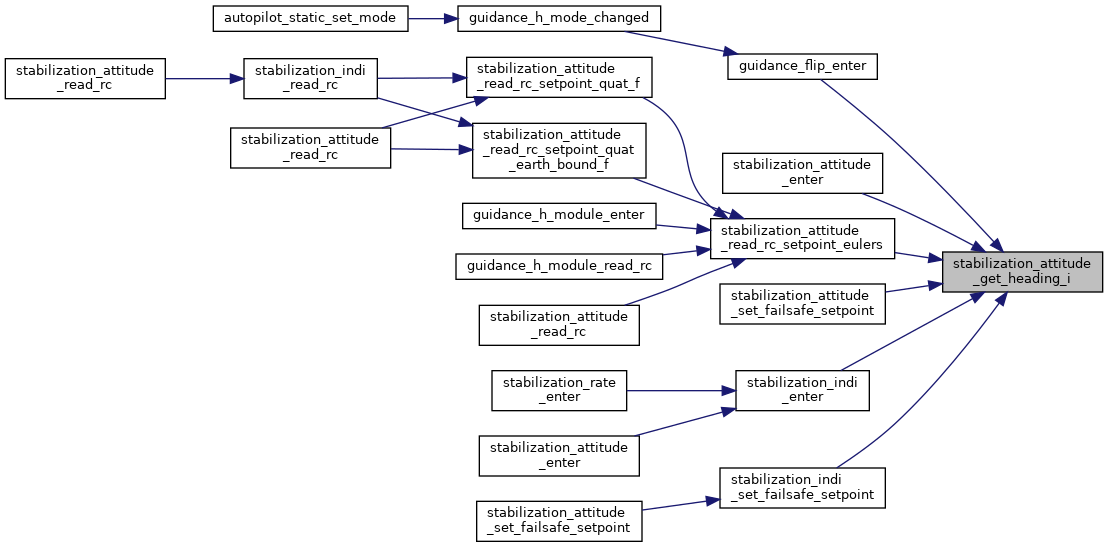 autopilot_static_set_mode
guidance_h_mode_changed
guidance_flip_enter
stabilization_attitude
_read_rc
stabilization_indi
_read_rc
stabilization_attitude
_read_rc_setpoint_quat_f
stabilization_attitude
_read_rc
stabilization_attitude
_read_rc_setpoint_quat
_earth_bound_f
stabilization_attitude
_enter
guidance_h_module_enter
stabilization_attitude
_read_rc_setpoint_eulers
guidance_h_module_read_rc
stabilization_attitude
_get_heading_i
stabilization_attitude
_set_failsafe_setpoint
stabilization_attitude
_read_rc
stabilization_rate
_enter
stabilization_indi
_enter
stabilization_attitude
_enter
stabilization_indi
_set_failsafe_setpoint
stabilization_attitude
_set_failsafe_setpoint